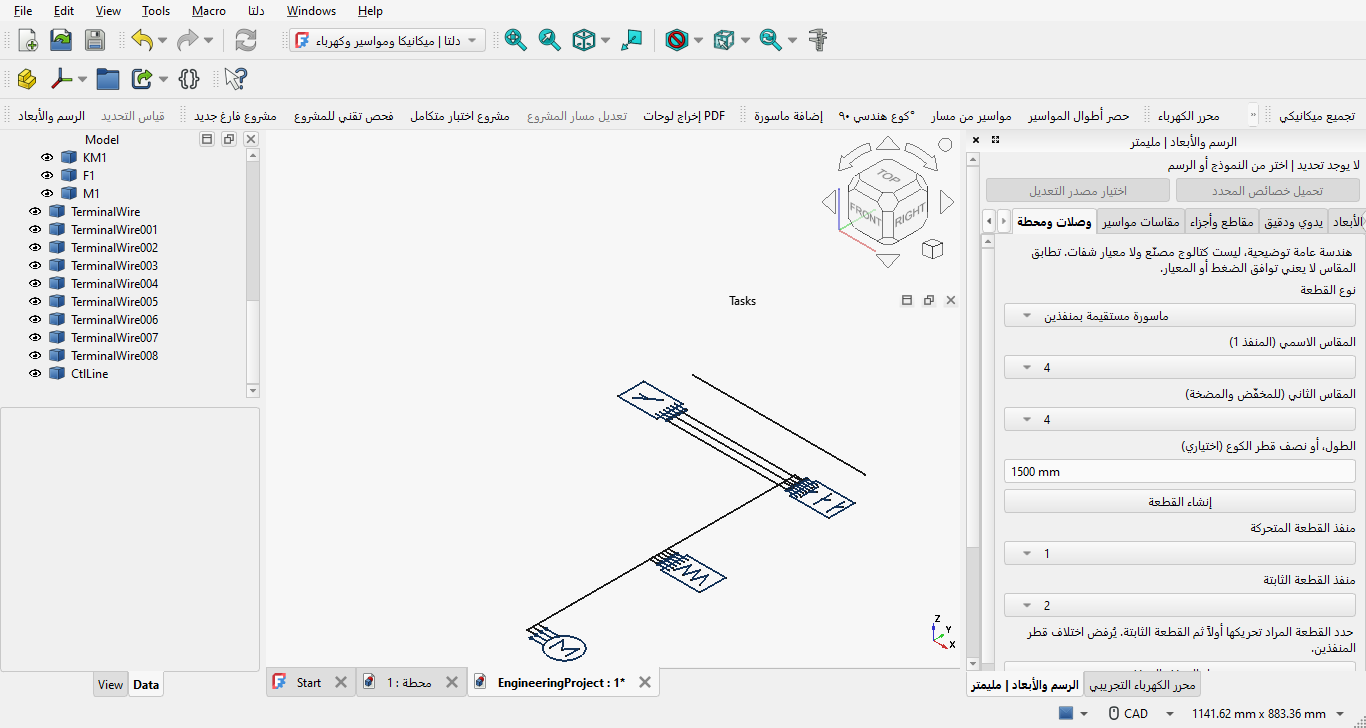 File Edit View Tools Macro دلتا Windows Help
دلتا | ميكانيكا ومواسير وكهرباء
الرسم والأبعاد قياس التحديد مشروع فارغ جديد فحص تقني للمشروع مشروع اختبار متكامل تعديل مسار المشروع إخراج لوحات PDF إضافة ماسورة كوع هندسي ٩٠° مواسير من مسار حصر أطوال المواسير محرر الكهرباء » تجميع ميكانيكي
Model
KM1
F1
M1
TerminalWire
TerminalWire001
TerminalWire002
TerminalWire003
TerminalWire004
TerminalWire005
TerminalWire006
TerminalWire007
TerminalWire008
CtlLine
View Data
TOP
FRONT RIGHT
Tasks
M
Z
Y
X
Start
محطة : 1
EngineeringProject : 1*
الرسم والأبعاد | مليمتر
لا يوجد تحديد | اختر من النموذج أو الرسم
اختيار مصدر التعديل
تحميل خصائص المحدد
وصلات ومحطة مقاسات مواسير مقاطع وأجزاء يدوي ودقيق الأبعاد
هندسة عامة توضيحية، ليست كتالوج مصنّع ولا معيار شفات. تطابق
المقاس لا يعني توافق الضغط أو المعيار.
نوع القطعة
ماسورة مستقيمة بمنفذين
المقاس الاسمي (المنفذ 1)
4
المقاس الثاني (للمخفّض والمضخة)
4
الطول، أو نصف قطر الكوع (اختياري)
1500 mm
إنشاء القطعة
منفذ القطعة المتحركة
1
منفذ القطعة الثابتة
2
حدد القطعة المراد تحريكها أولاً ثم القطعة الثابتة. يُرفض اختلاف قطر
المنفذين.
الرسم والأبعاد | مليمتر
محرر الكهرباء التجريبي
CAD
1141.62 mm x 883.36 mm